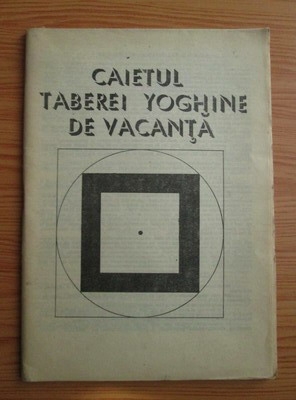 CAIETUL
TABEREI YOGHINE
DE VACANȚĂ